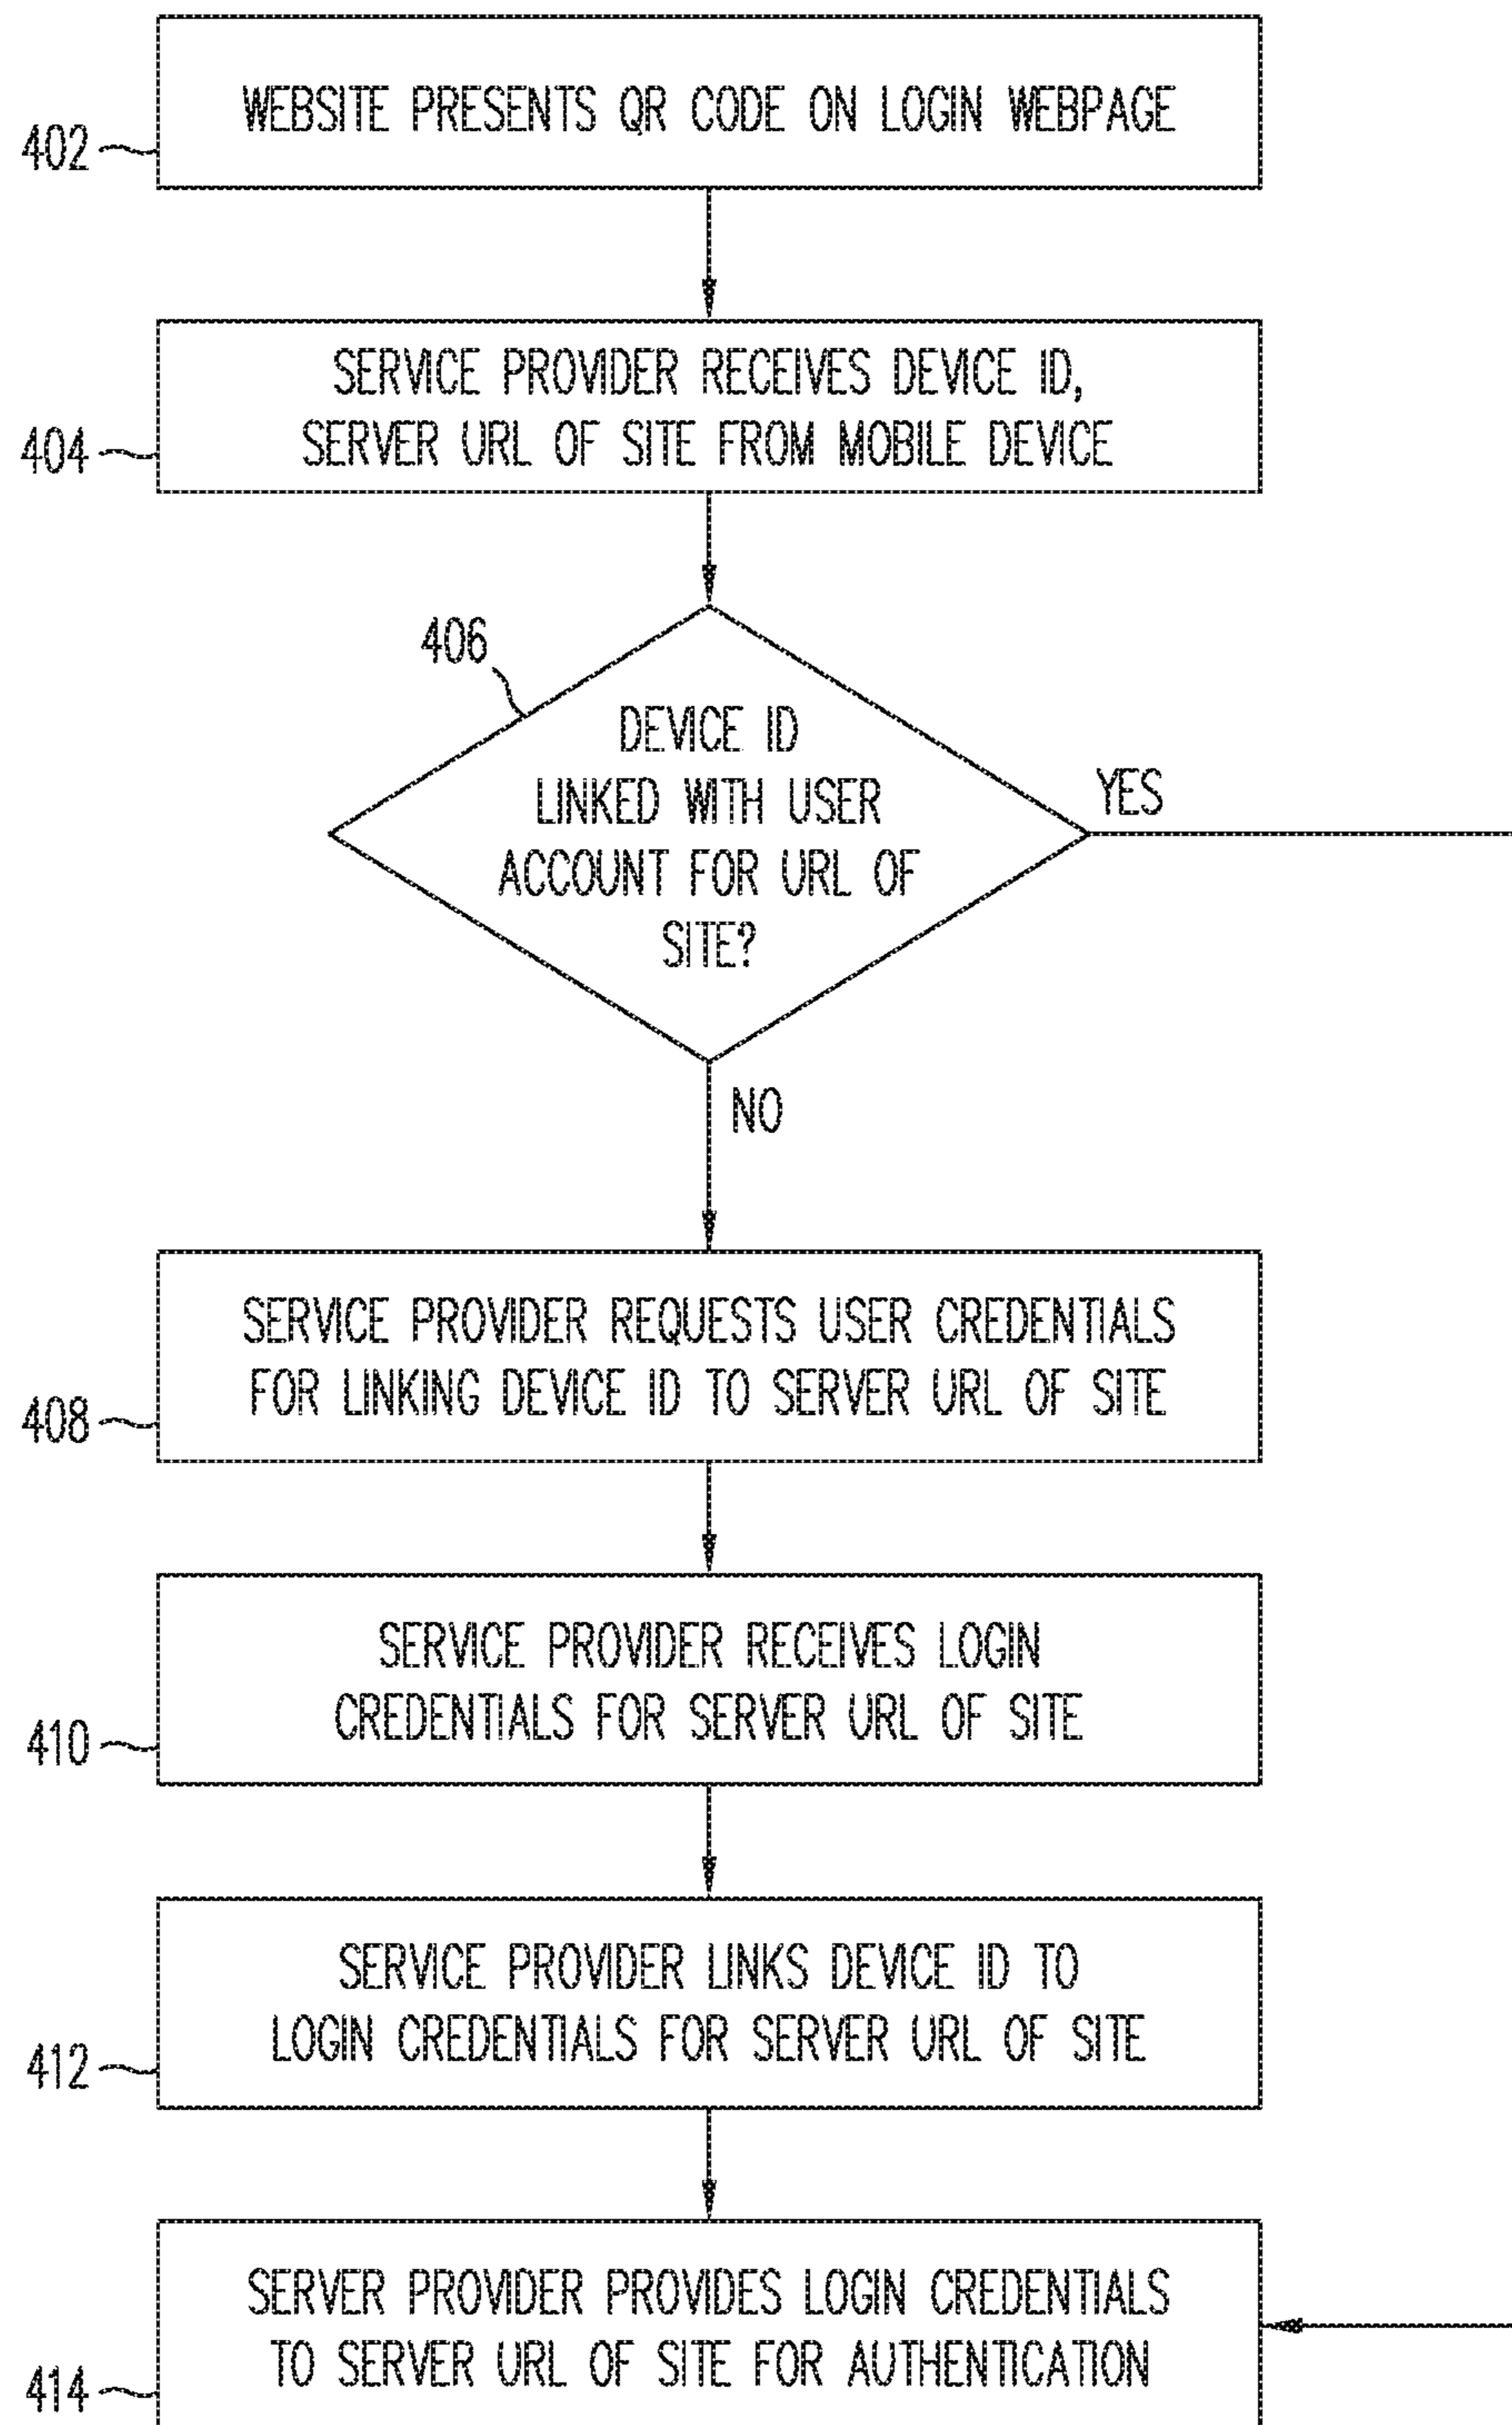 WEBSITE PRESENTS QR CODE ON LOGIN WEBPAGE
402
SERVICE PROVIDER RECEIVES DEVICE ID,
SERVER URL OF SITE FROM MOBILE DEVICE
404
406
DEVICE ID
LINKED WITH USER
ACCOUNT FOR URL OF
SITE?
YES
NO
SERVICE PROVIDER REQUESTS USER CREDENTIALS
FOR LINKING DEVICE ID TO SERVER URL OF SITE
408
SERVICE PROVIDER RECEIVES LOGIN
CREDENTIALS FOR SERVER URL OF SITE
410
SERVICE PROVIDER LINKS DEVICE ID TO
LOGIN CREDENTIALS FOR SERVER URL OF SITE
412
SERVER PROVIDER PROVIDES LOGIN CREDENTIALS
TO SERVER URL OF SITE FOR AUTHENTICATION
414